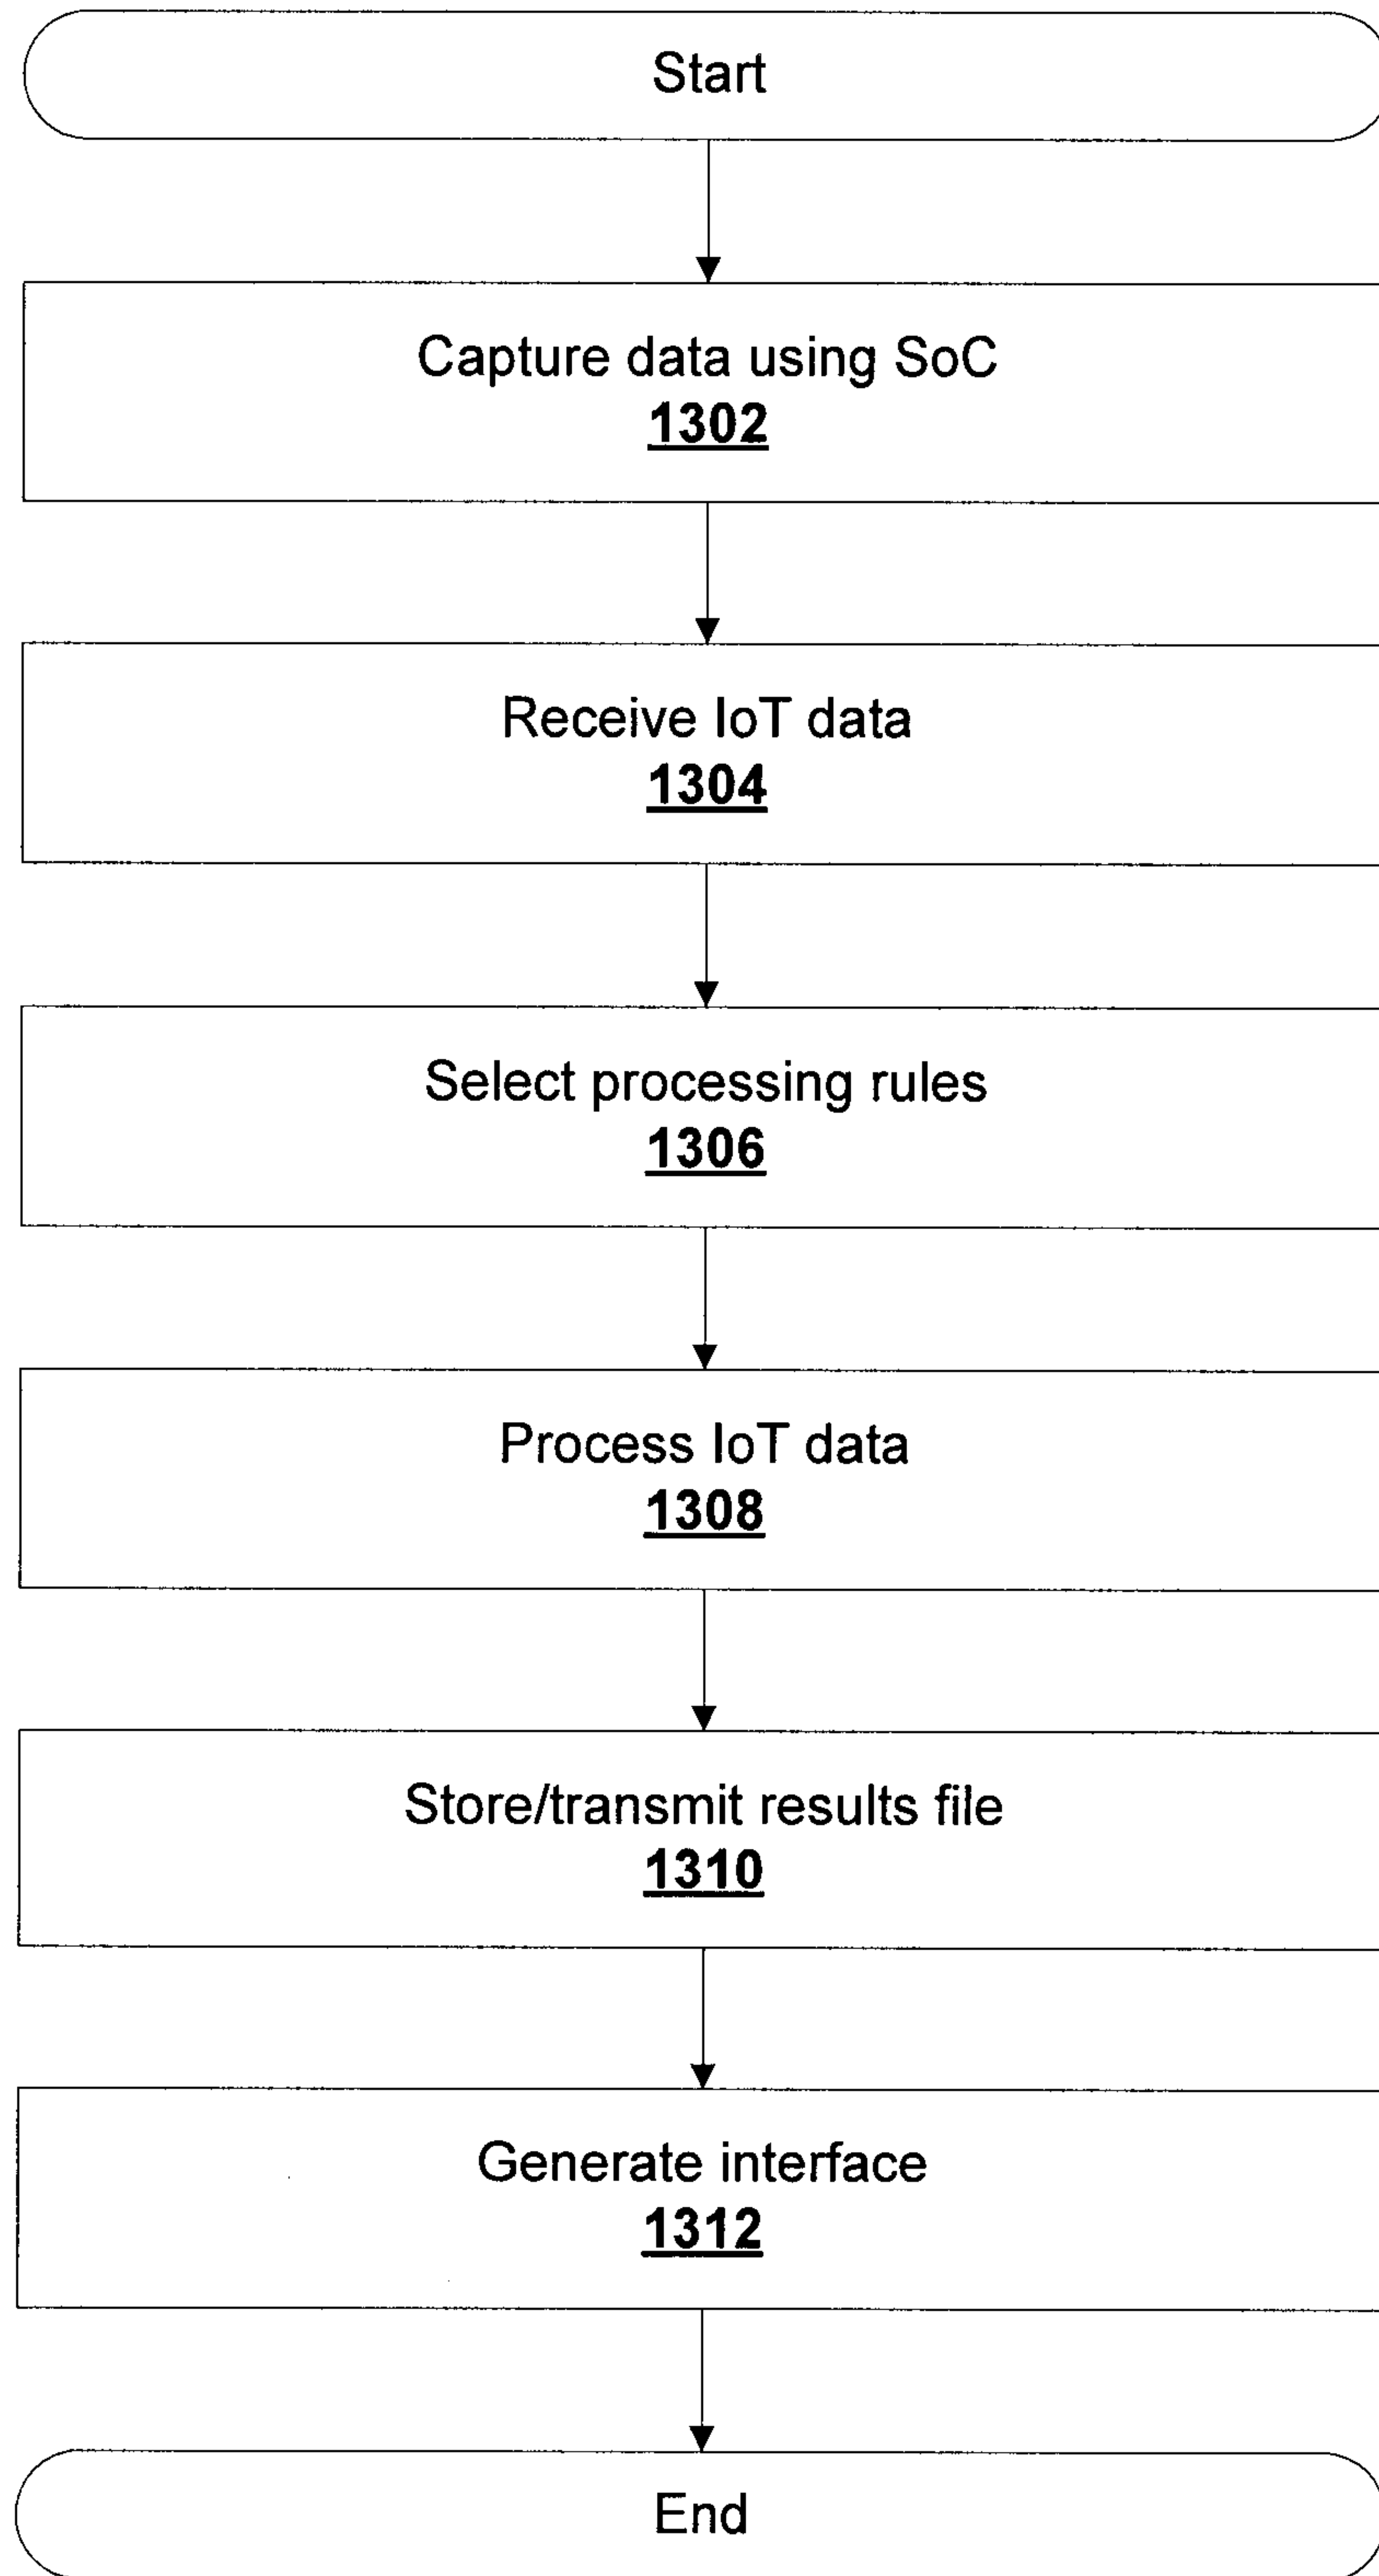 Start
Capture data using SoC
1302
Receive IoT data
1304
Select processing rules
1306
Process IoT data
1308
Store/transmit results file
1310
Generate interface
1312
End